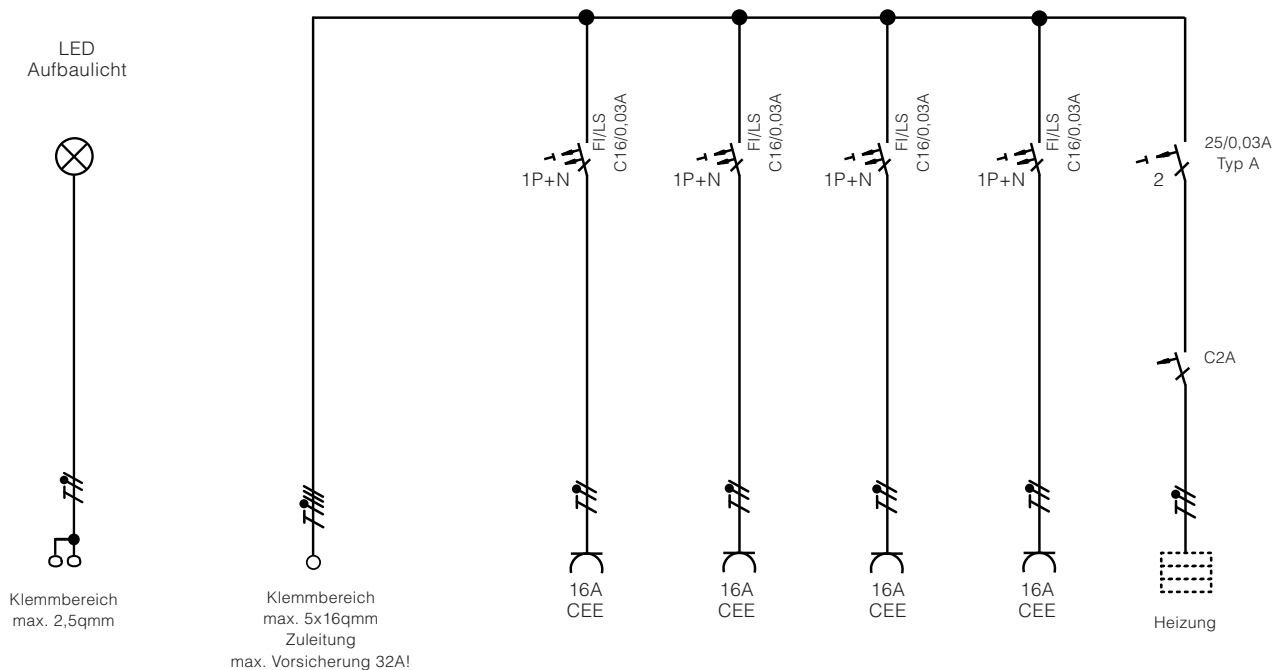 LED
Aufbaulicht
FI/LS
C16/0,03A
1P+N
FI/LS
C16/0,03A
1P+N
FI/LS
C16/0,03A
1P+N
FI/LS
C16/0,03A
1P+N
25/0,03A
Typ A
2
C2A
Klemmbereich
max. 2,5qmm
Klemmbereich
max. 5x16qmm
Zuleitung
max. Vorsicherung 32A!
16A
CEE
16A
CEE
16A
CEE
16A
CEE
Heizung